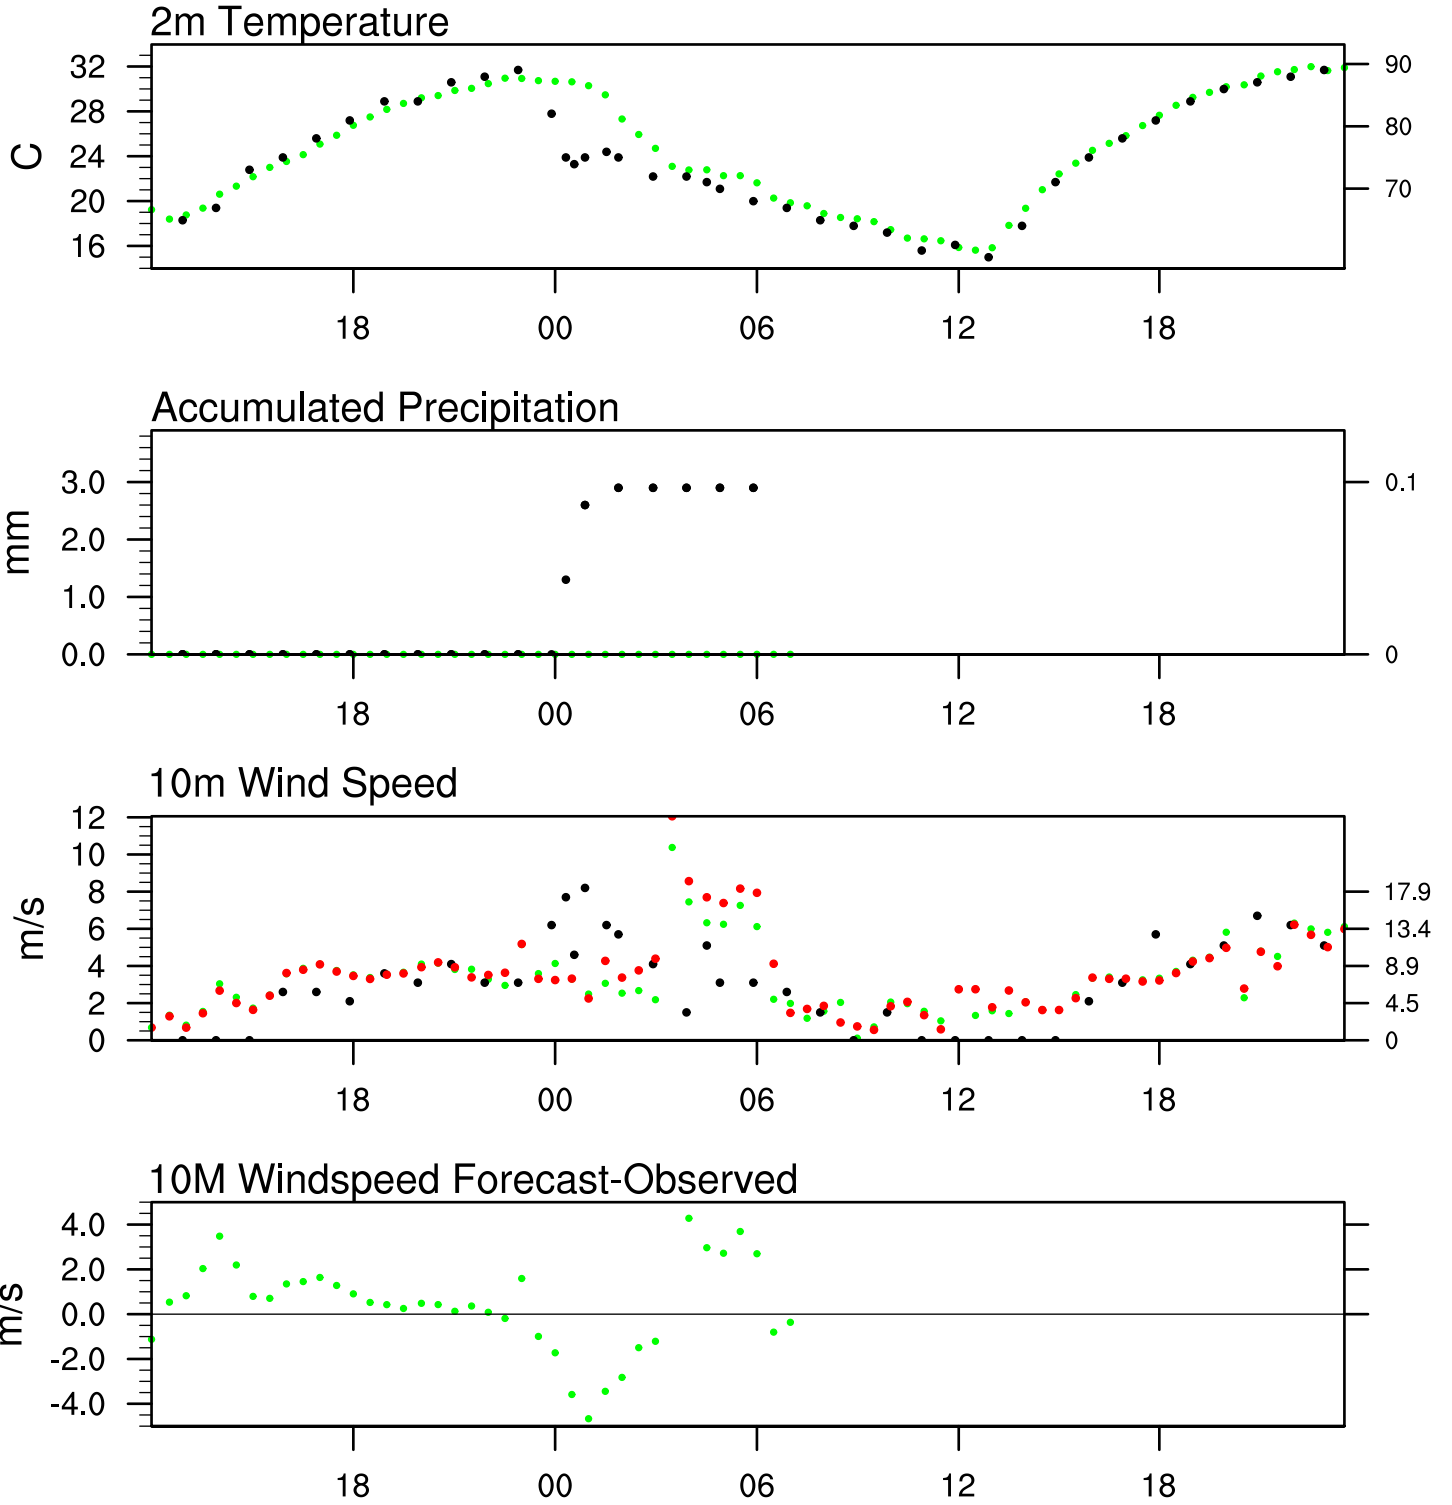 2m Temperature
32
28
24
20
16
C
90
80
70
18 00 06 12 18
Accumulated Precipitation
3.0
2.0
1.0
0.0
mm
0.1
0
18 00 06 12 18
10m Wind Speed
12
10
8
6
4
2
0
m/s
17.9
13.4
8.9
4.5
0
18 00 06 12 18
10M Windspeed Forecast-Observed
4.0
2.0
0.0
-2.0
-4.0
m/s
18 00 06 12 18